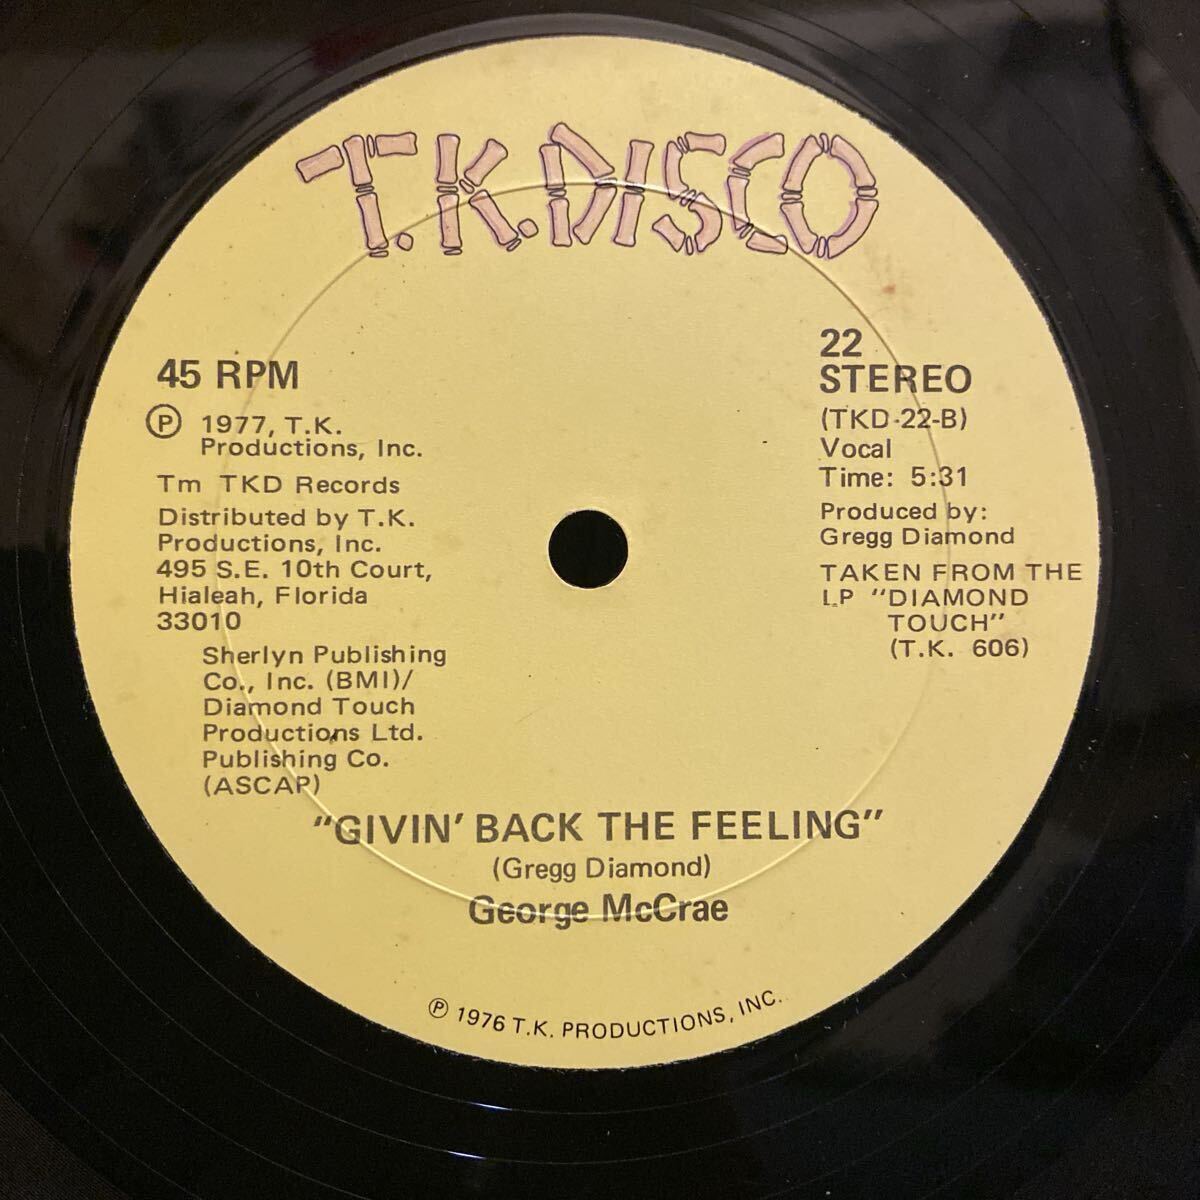 T.K. DISCO
45 RPM
℗ 1977, T.K.
Productions, Inc.
Tm TKD Records
Distributed by T.K.
Productions, Inc.
495 S.E. 10th Court,
Hialeah, Florida
33010
Sherlyn Publishing
Co., Inc. (BMI)/
Diamond Touch
Productions Ltd.
Publishing Co.
(ASCAP)
22
STEREO
(TKD-22-B)
Vocal
Time: 5:31
Produced by:
Gregg Diamond
TAKEN FROM THE
LP "DIAMOND
TOUCH"
(T.K. 606)
"GIVIN' BACK THE FEELING"
(Gregg Diamond)
George McCrae
℗ 1976 T.K. PRODUCTIONS, INC.